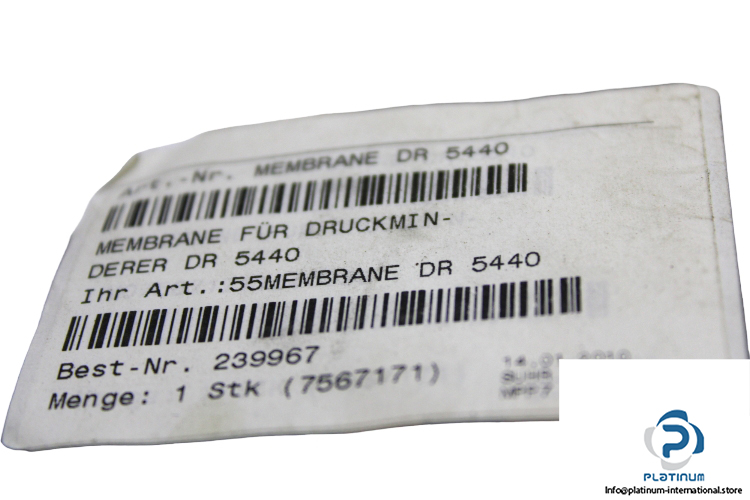 Art.-Nr. MEMBRANE DR 5440
MEMBRANE FÜR DRUCKMIN-
DERER DR 5440
Ihr Art.:55MEMBRANE DR 5440
Best-Nr. 239967
Menge: 1 Stk (7567171)
PLATINUM
Info@platinum-international.store